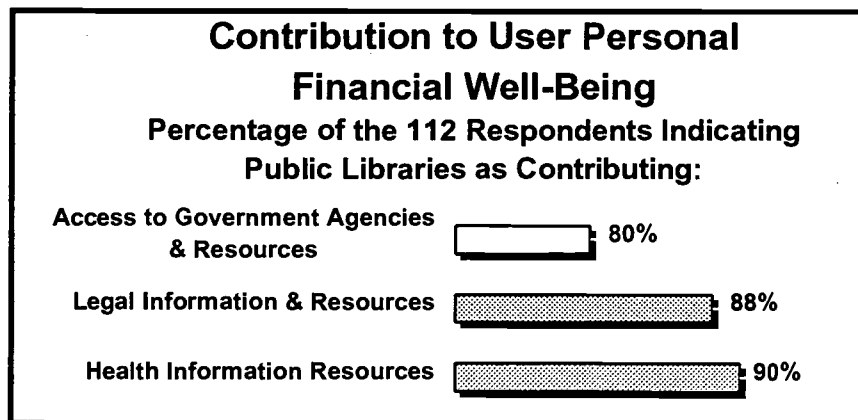 Contribution to User Personal
Financial Well-Being
Percentage of the 112 Respondents Indicating
Public Libraries as Contributing:
Access to Government Agencies
& Resources
80%
Legal Information & Resources
88%
Health Information Resources
90%